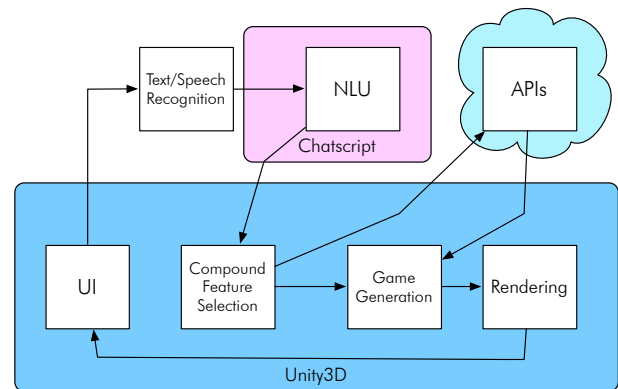 Text/Speech
Recognition
NLU
APIs
Chatscript
UI
Compound
Feature
Selection
Game
Generation
Rendering
Unity3D